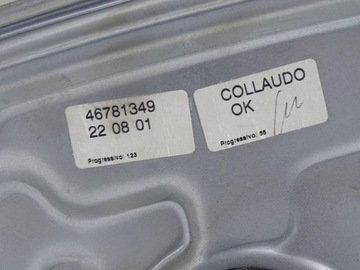 46781349
22 08 01
Progressivo: 123
COLLAUDO
OK
Progressivo: 55